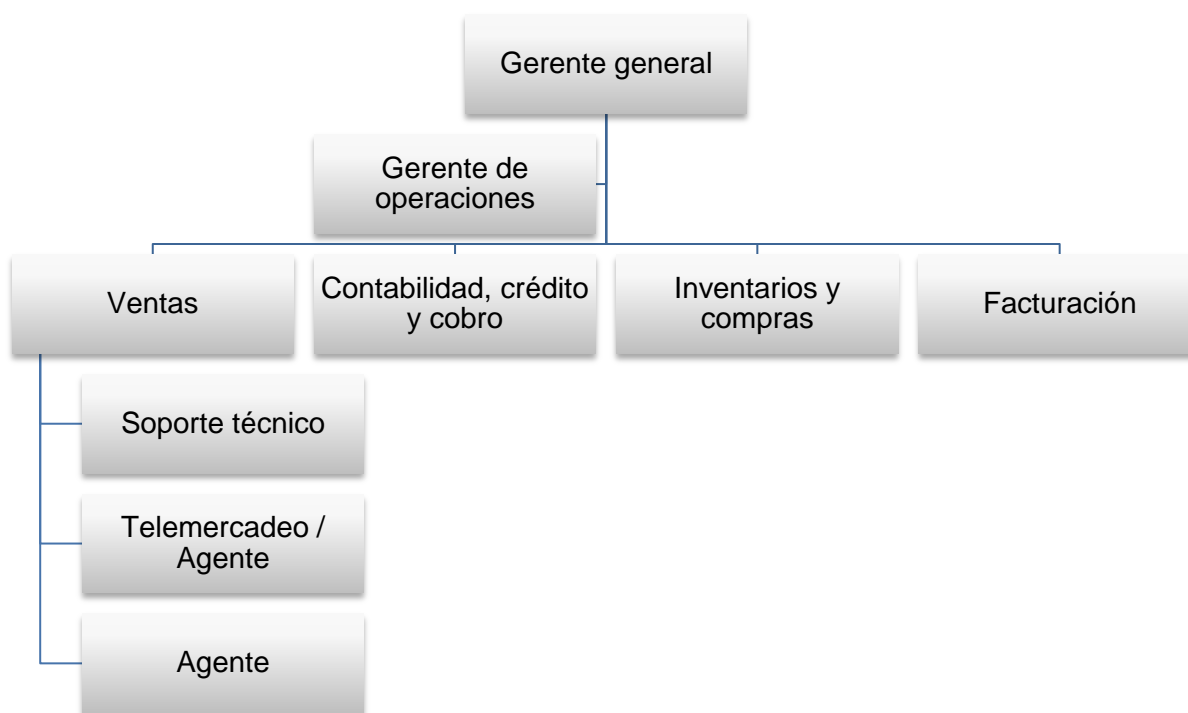 Gerente general
Gerente de
operaciones
Ventas
Contabilidad, crédito
y cobro
Inventarios y
compras
Facturación
Soporte técnico
Telemercadeo /
Agente
Agente